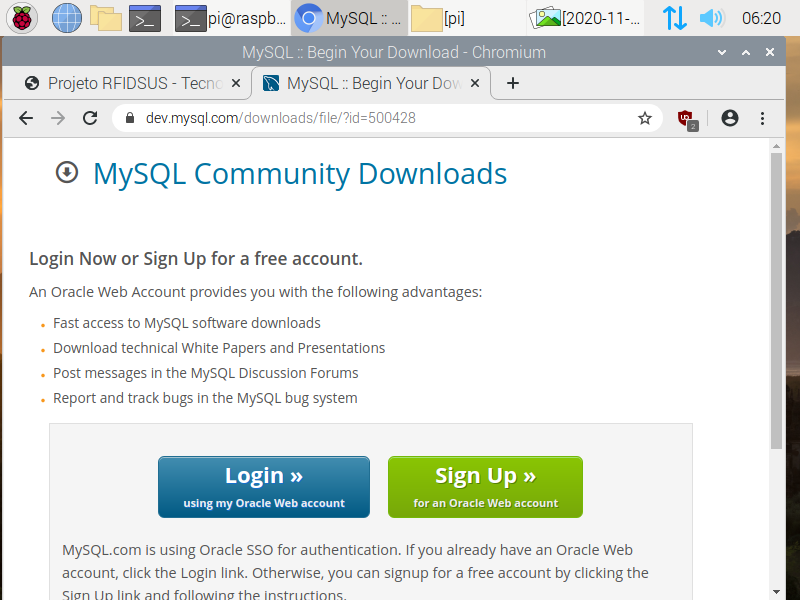 pi@raspb...
MySQL :: ...
[pi]
[2020-11-...
06:20
MySQL :: Begin Your Download - Chromium
Projeto RFIDSUS - Tecno
MySQL :: Begin Your Dow
dev.mysql.com/downloads/file/?id=500428
2
MySQL Community Downloads
Login Now or Sign Up for a free account.
An Oracle Web Account provides you with the following advantages:
Fast access to MySQL software downloads
Download technical White Papers and Presentations
Post messages in the MySQL Discussion Forums
Report and track bugs in the MySQL bug system
Login »
using my Oracle Web account
Sign Up »
for an Oracle Web account
MySQL.com is using Oracle SSO for authentication. If you already have an Oracle Web
account, click the Login link. Otherwise, you can signup for a free account by clicking the
Sign Up link and following the instructions.